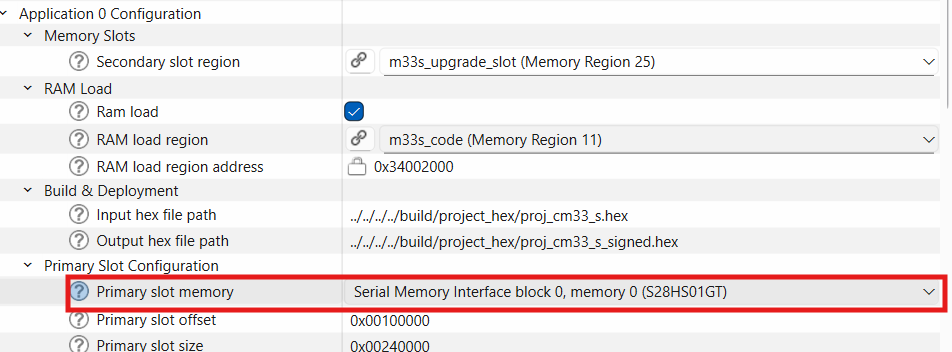 Application 0 Configuration
Memory Slots
? Secondary slot region m33s_upgrade_slot (Memory Region 25)
RAM Load
? Ram load
? RAM load region m33s_code (Memory Region 11)
? RAM load region address 0x34002000
Build & Deployment
? Input hex file path ../../../../build/project_hex/proj_cm33_s.hex
? Output hex file path ../../../../build/project_hex/proj_cm33_s_signed.hex
Primary Slot Configuration
? Primary slot memory Serial Memory Interface block 0, memory 0 (S28HS01GT)
? Primary slot offset 0x00100000
? Primary slot size 0x00240000